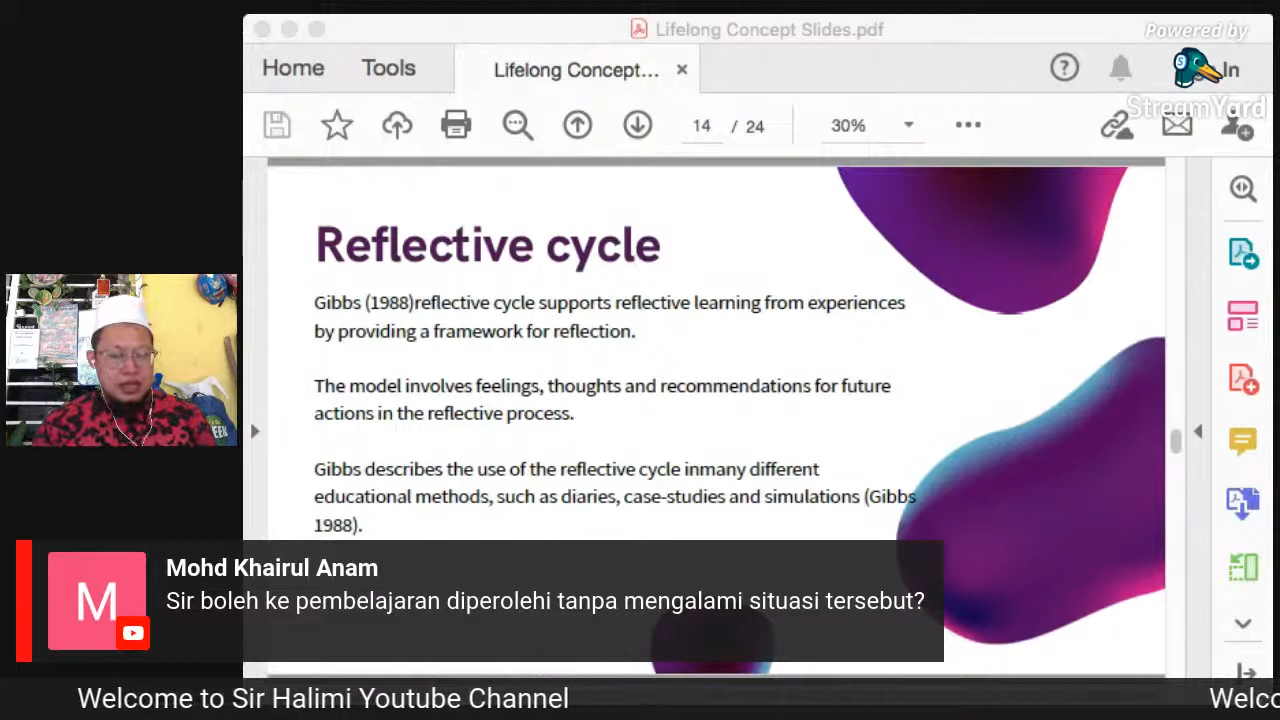 Lifelong Concept Slides.pdf
Powered by
Home
Tools
Lifelong Concept...
In
StreamYard
14 / 24
30%
Reflective cycle
Gibbs (1988)reflective cycle supports reflective learning from experiences
by providing a framework for reflection.
The model involves feelings, thoughts and recommendations for future
actions in the reflective process.
Gibbs describes the use of the reflective cycle inmany different
educational methods, such as diaries, case-studies and simulations (Gibbs
1988).
M
Mohd Khairul Anam
Sir boleh ke pembelajaran diperolehi tanpa mengalami situasi tersebut?
Welcome to Sir Halimi Youtube Channel
Welco